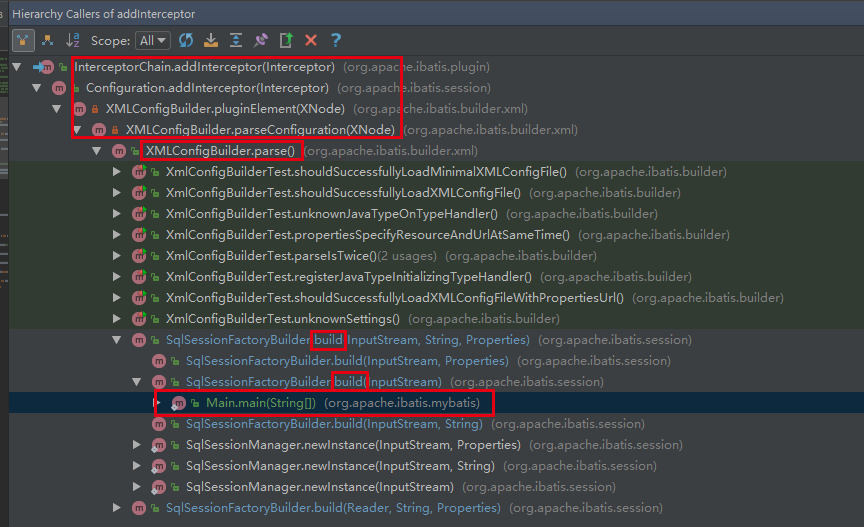 Hierarchy Callers of addInterceptor
Scope: All
InterceptorChain.addInterceptor(Interceptor) (org.apache.ibatis.plugin)
Configuration.addInterceptor(Interceptor) (org.apache.ibatis.session)
XMLConfigBuilder.pluginElement(XNode) (org.apache.ibatis.builder.xml)
XMLConfigBuilder.parseConfiguration(XNode) (org.apache.ibatis.builder.xml)
XMLConfigBuilder.parse() (org.apache.ibatis.builder.xml)
XmlConfigBuilderTest.shouldSuccessfullyLoadMinimalXMLConfigFile() (org.apache.ibatis.builder)
XmlConfigBuilderTest.shouldSuccessfullyLoadXMLConfigFile() (org.apache.ibatis.builder)
XmlConfigBuilderTest.unknownJavaTypeOnTypeHandler() (org.apache.ibatis.builder)
XmlConfigBuilderTest.propertiesSpecifyResourceAndUrlAtSameTime() (org.apache.ibatis.builder)
XmlConfigBuilderTest.parseIsTwice()(2 usages) (org.apache.ibatis.builder)
XmlConfigBuilderTest.registerJavaTypeInitializingTypeHandler() (org.apache.ibatis.builder)
XmlConfigBuilderTest.shouldSuccessfullyLoadXMLConfigFileWithPropertiesUrl() (org.apache.ibatis.builder)
XmlConfigBuilderTest.unknownSettings() (org.apache.ibatis.builder)
SqlSessionFactoryBuilder.build(InputStream, String, Properties) (org.apache.ibatis.session)
SqlSessionFactoryBuilder.build(InputStream, Properties) (org.apache.ibatis.session)
SqlSessionFactoryBuilder.build(InputStream) (org.apache.ibatis.session)
Main.main(String[]) (org.apache.ibatis.mybatis)
SqlSessionFactoryBuilder.build(InputStream, String) (org.apache.ibatis.session)
SqlSessionManager.newInstance(InputStream, Properties) (org.apache.ibatis.session)
SqlSessionManager.newInstance(InputStream, String) (org.apache.ibatis.session)
SqlSessionManager.newInstance(InputStream) (org.apache.ibatis.session)
SqlSessionFactoryBuilder.build(Reader, String, Properties) (org.apache.ibatis.session)